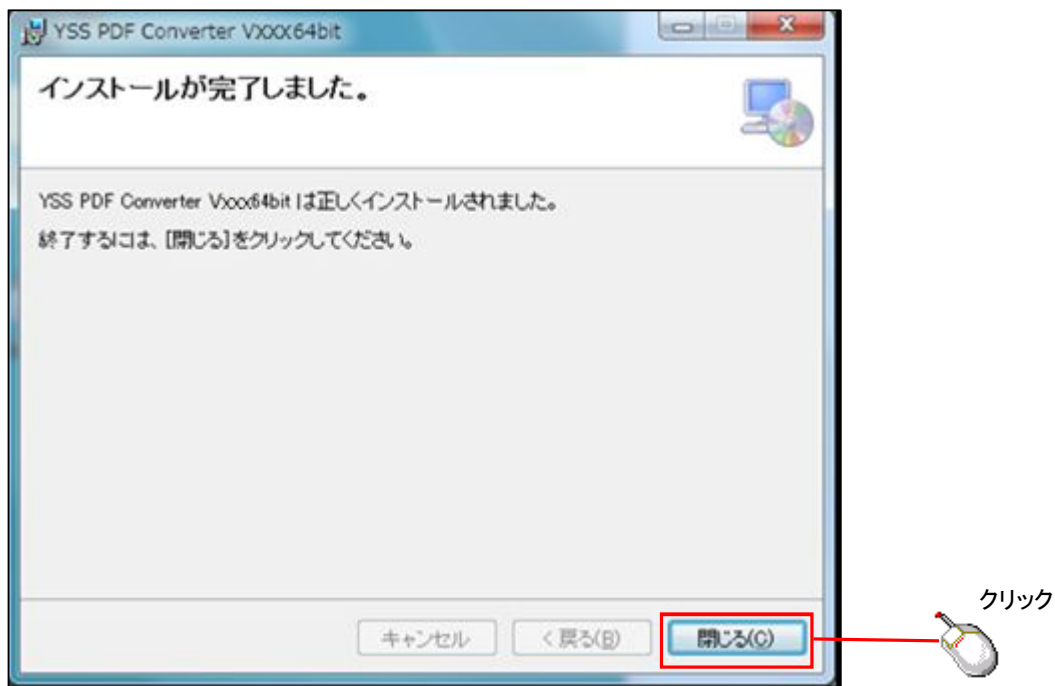 YSS PDF Converter Vxxx64bit
インストールが完了しました。
YSS PDF Converter Vxxx64bit は正しくインストールされました。
終了するには、[閉じる]をクリックしてください。
クリック
キャンセル
< 戻る(B)
閉じる(C)